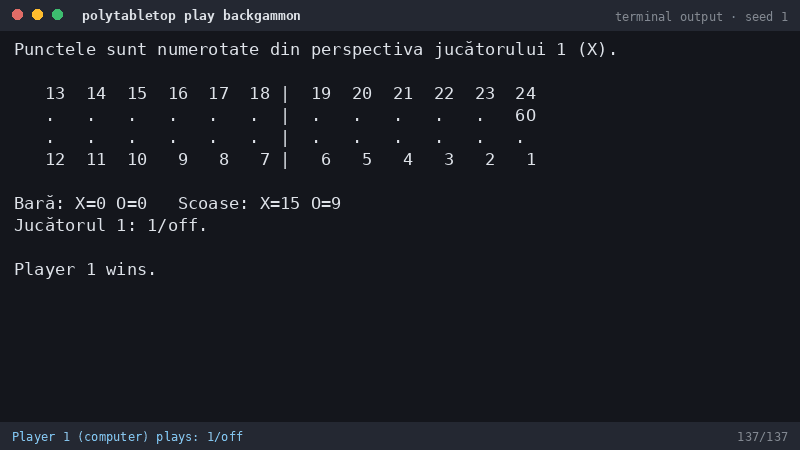 polytabletop play backgammon
terminal output · seed 1
Punctele sunt numerotate din perspectiva jucătorului 1 (X).
13 14 15 16 17 18 | 19 20 21 22 23 24
. . . . . . | . . . . . 6O
. . . . . . | . . . . . .
12 11 10 9 8 7 | 6 5 4 3 2 1
Bară: X=0 O=0 Scoase: X=15 O=9
Jucătorul 1: 1/off.
Player 1 wins.
Player 1 (computer) plays: 1/off
137/137